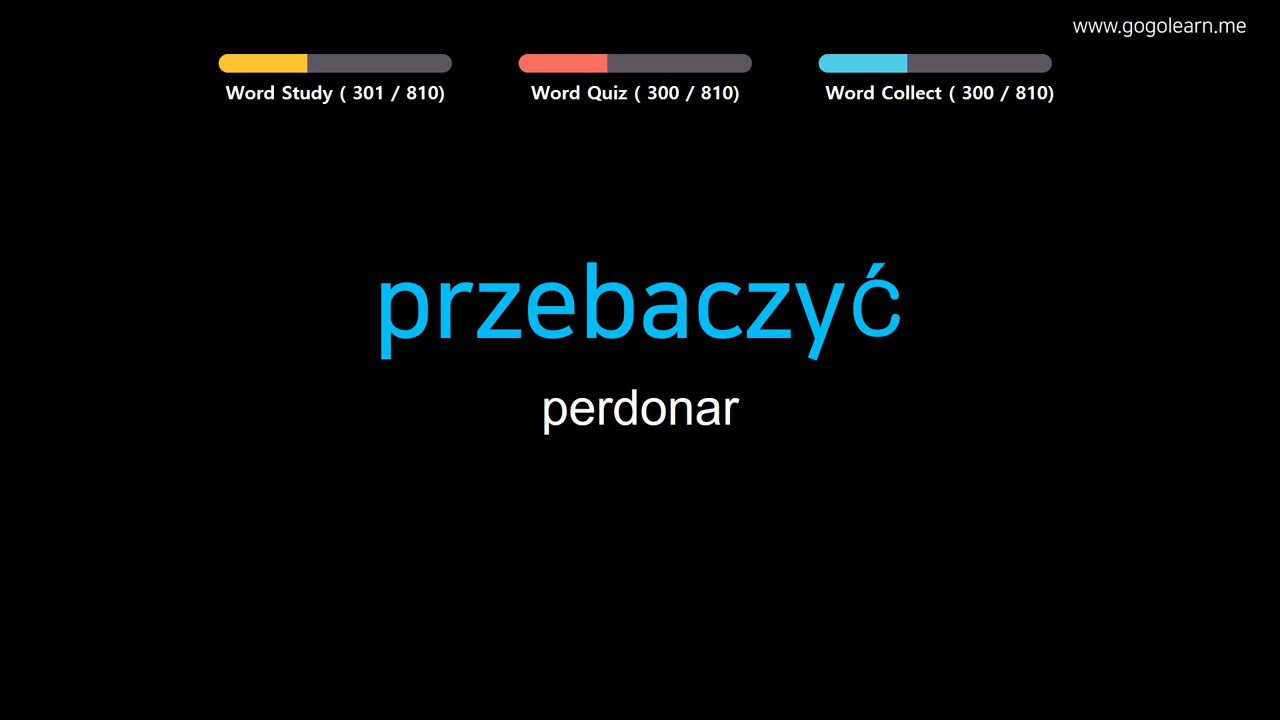 www.gogolearn.me
Word Study ( 301 / 810)
Word Quiz ( 300 / 810)
Word Collect ( 300 / 810)
przebaczyć
perdonar